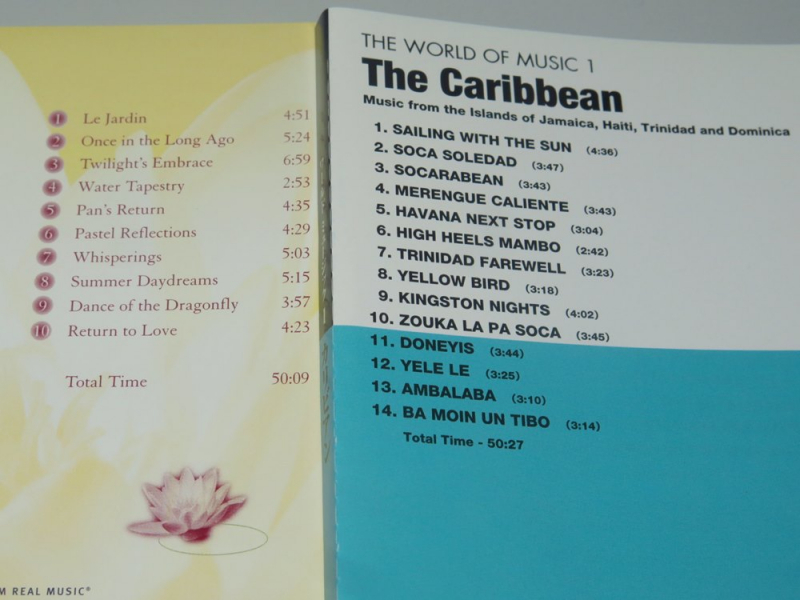 1 Le Jardin 4:51
2 Once in the Long Ago 5:24
3 Twilight's Embrace 6:59
4 Water Tapestry 2:53
5 Pan's Return 4:35
6 Pastel Reflections 4:29
7 Whisperings 5:03
8 Summer Daydreams 5:15
9 Dance of the Dragonfly 3:57
10 Return to Love 4:23
Total Time 50:09
M REAL MUSIC®
THE WORLD OF MUSIC 1
The Caribbean
Music from the Islands of Jamaica, Haiti, Trinidad and Dominica
1. SAILING WITH THE SUN (4:36)
2. SOCA SOLEDAD (3:47)
3. SOCARABEAN (3:43)
4. MERENGUE CALIENTE (3:43)
5. HAVANA NEXT STOP (3:04)
6. HIGH HEELS MAMBO (2:42)
7. TRINIDAD FAREWELL (3:23)
8. YELLOW BIRD (3:18)
9. KINGSTON NIGHTS (4:02)
10. ZOUKA LA PA SOCA (3:45)
11. DONEYIS (3:44)
12. YELE LE (3:25)
13. AMBALABA (3:10)
14. BA MOIN UN TIBO (3:14)
Total Time - 50:27